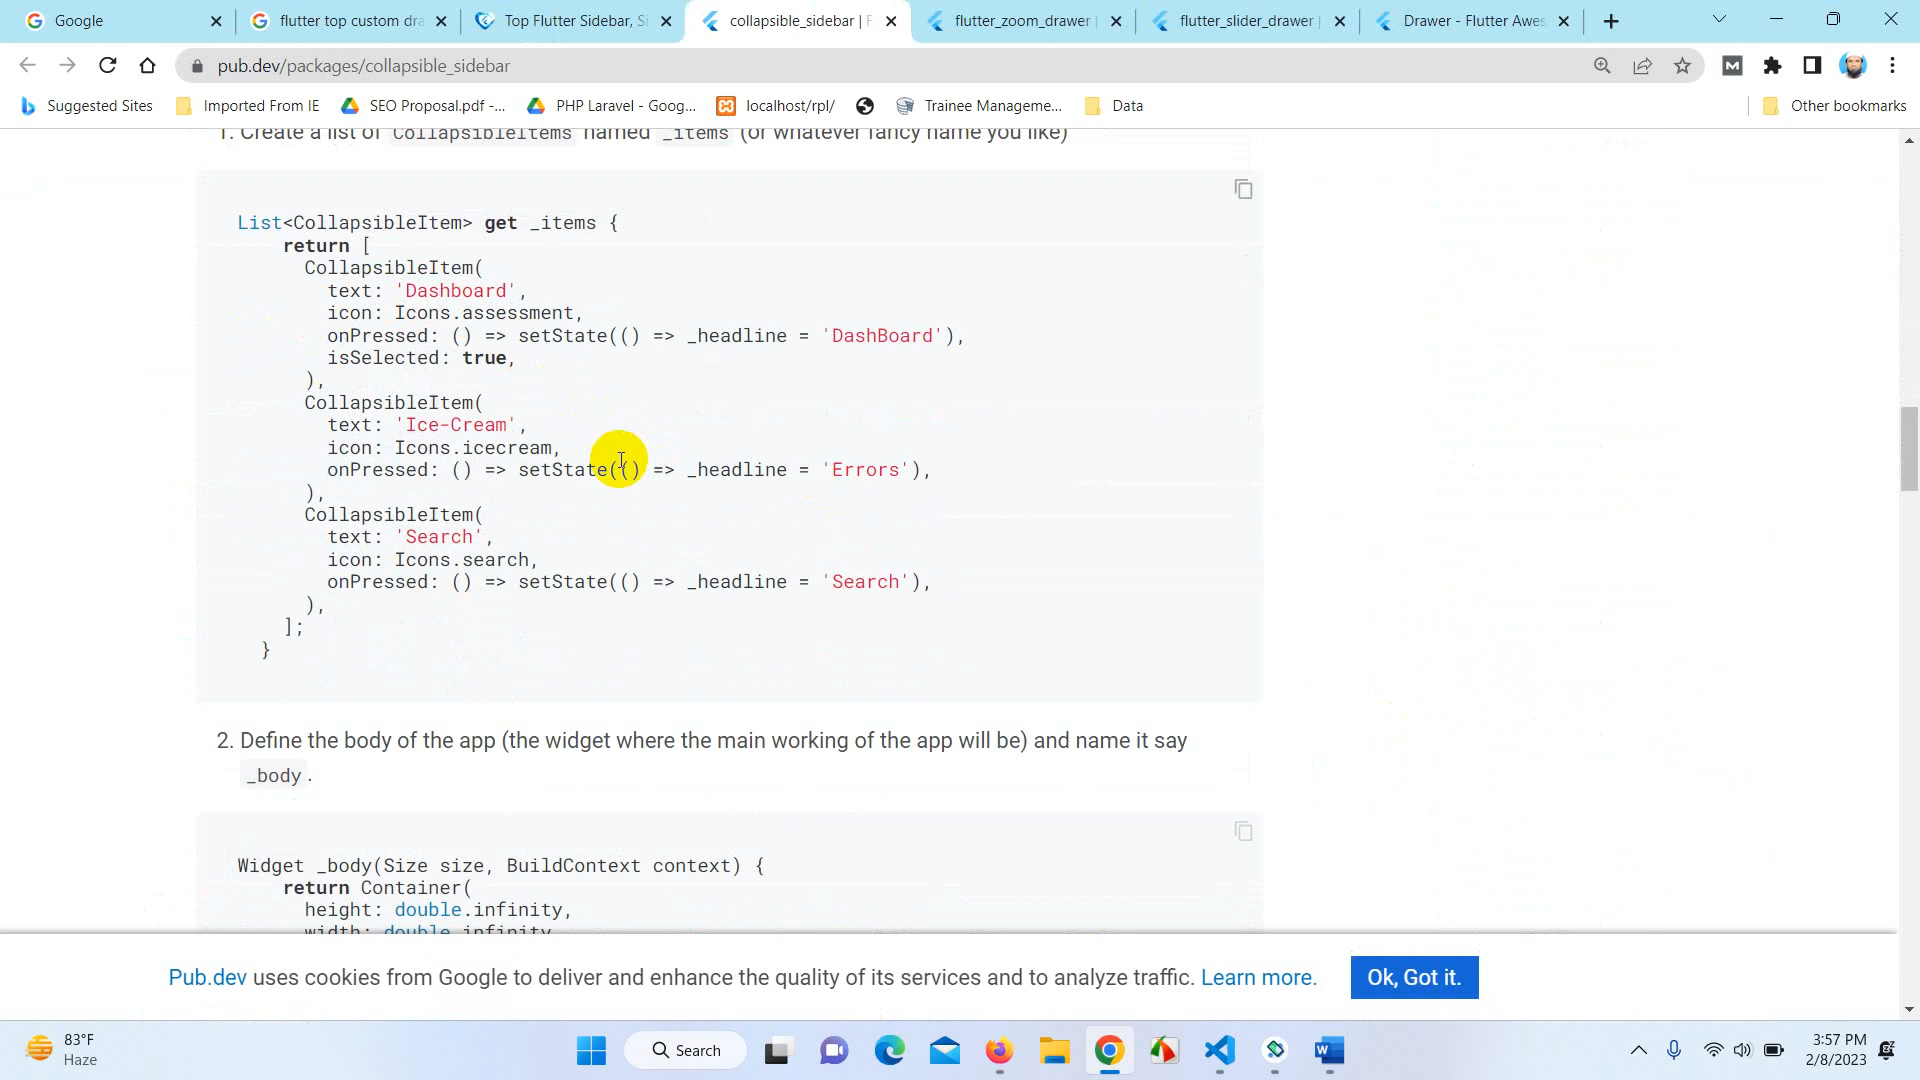 Google
flutter top custom dra
Top Flutter Sidebar, Si
collapsible_sidebar | F
flutter_zoom_drawer
flutter_slider_drawer
Drawer - Flutter Awes
pub.dev/packages/collapsible_sidebar
Suggested Sites
Imported From IE
SEO Proposal.pdf -...
PHP Laravel - Goog...
localhost/rpl/
Trainee Manageme...
Data
Other bookmarks
1. Create a list of CollapsibleItems named _items (or whatever fancy name you like)
List<CollapsibleItem> get _items {
return [
CollapsibleItem(
text: 'Dashboard',
icon: Icons.assessment,
onPressed: () => setState(() => _headline = 'DashBoard'),
isSelected: true,
),
CollapsibleItem(
text: 'Ice-Cream',
icon: Icons.icecream,
onPressed: () => setState(() => _headline = 'Errors'),
),
CollapsibleItem(
text: 'Search',
icon: Icons.search,
onPressed: () => setState(() => _headline = 'Search'),
),
];
}
2. Define the body of the app (the widget where the main working of the app will be) and name it say
_body .
Widget _body(Size size, BuildContext context) {
return Container(
height: double.infinity,
width: double.infinity,
Pub.dev uses cookies from Google to deliver and enhance the quality of its services and to analyze traffic. Learn more.
Ok, Got it.
83°F
Haze
Search
3:57 PM
2/8/2023